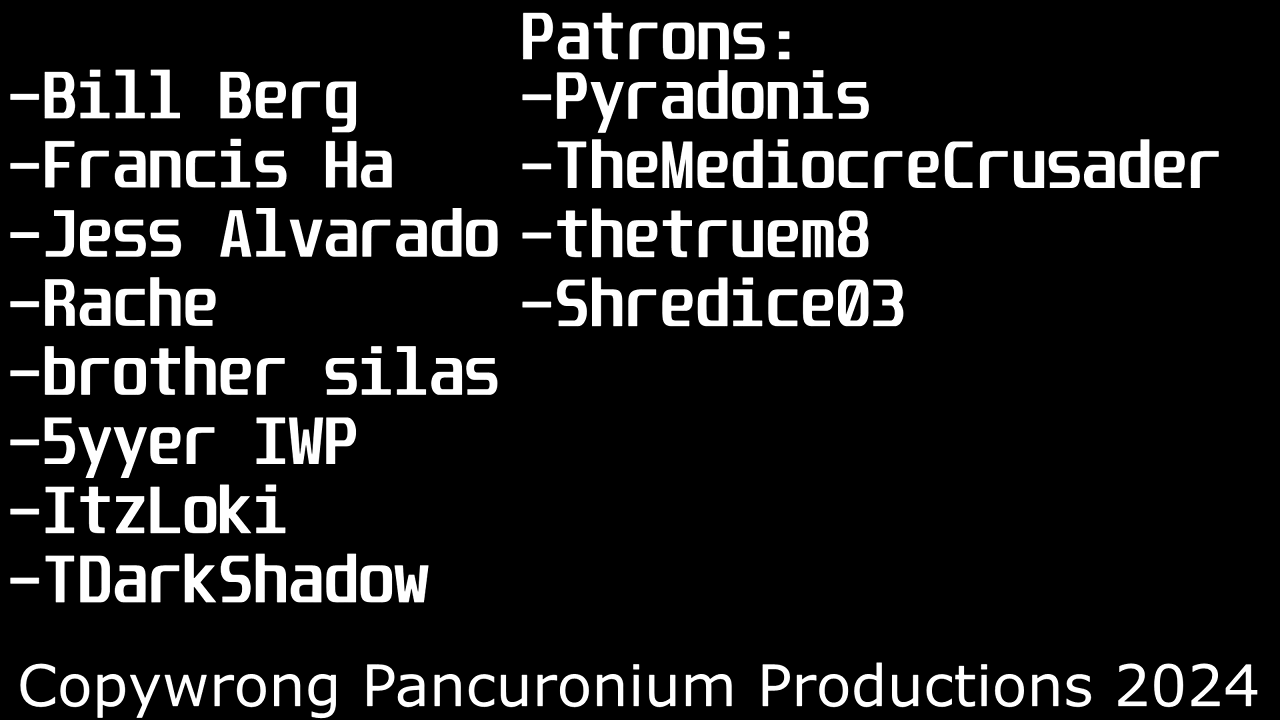 Patrons:
-Bill Berg
-Francis Ha
-Jess Alvarado
-Rache
-brother silas
-5yyer IWP
-ItzLoki
-TDarkShadow
-Pyradonis
-TheMediocreCrusader
-thetruem8
-Shredice03
Copywrong Pancuronium Productions 2024